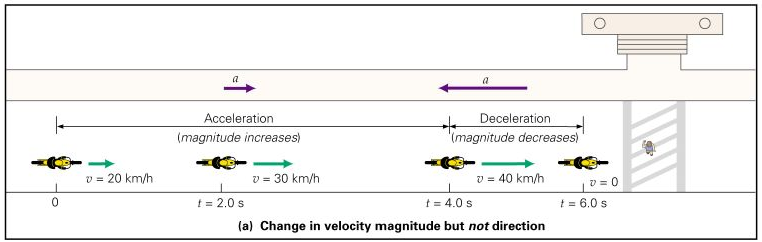 a
a
Acceleration
(magnitude increases)
Deceleration
(magnitude decreases)
v = 20 km/h
v = 30 km/h
v = 40 km/h
v = 0
0
t = 2.0 s
t = 4.0 s
t = 6.0 s
(a) Change in velocity magnitude but not direction